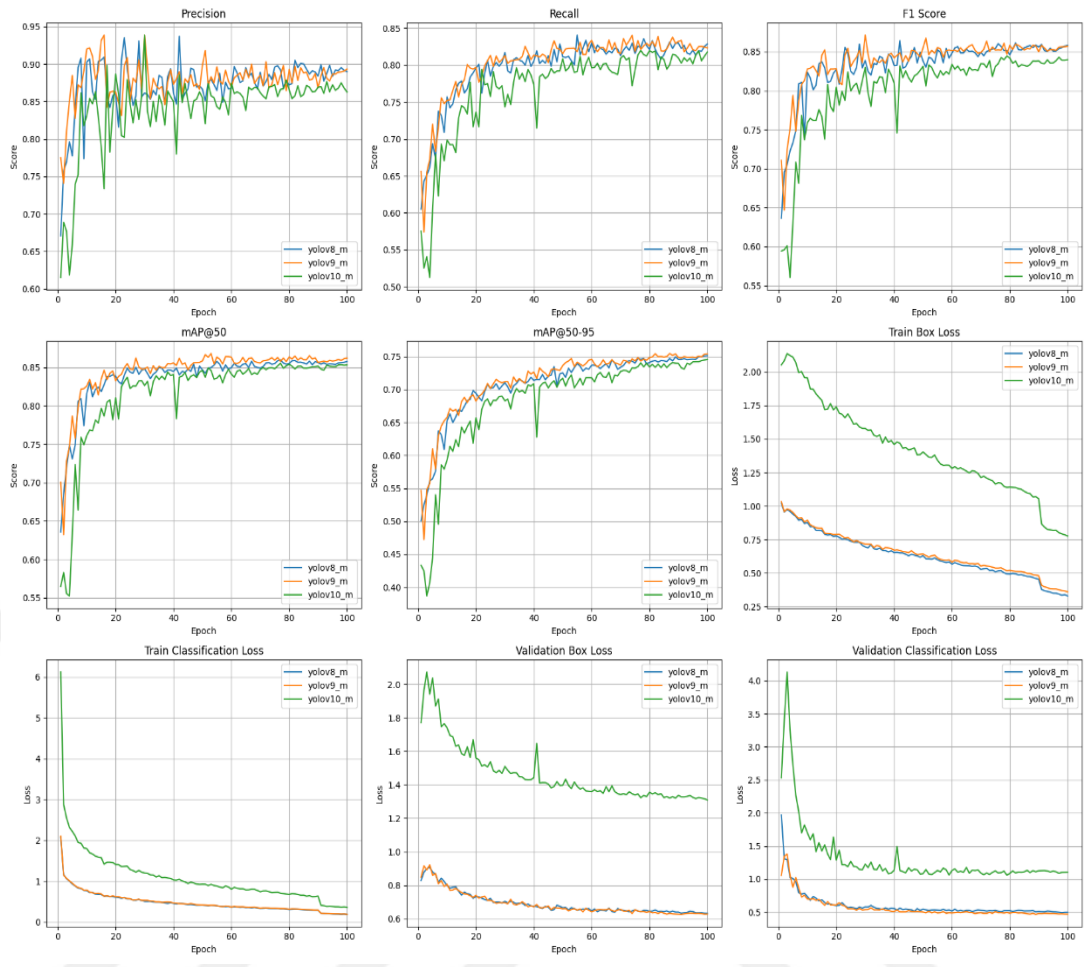 Precision
0.95
0.90
0.85
0.80
0.75
0.70
0.65
0.60
Score
0 20 40 60 80 100
Epoch
yolov8_m
yolov9_m
yolov10_m
Recall
0.85
0.80
0.75
0.70
0.65
0.60
0.55
0.50
Score
0 20 40 60 80 100
Epoch
yolov8_m
yolov9_m
yolov10_m
F1 Score
0.85
0.80
0.75
0.70
0.65
0.60
0.55
Score
0 20 40 60 80 100
Epoch
yolov8_m
yolov9_m
yolov10_m
mAP@50
0.85
0.80
0.75
0.70
0.65
0.60
0.55
Score
0 20 40 60 80 100
Epoch
yolov8_m
yolov9_m
yolov10_m
mAP@50-95
0.75
0.70
0.65
0.60
0.55
0.50
0.45
0.40
Score
0 20 40 60 80 100
Epoch
yolov8_m
yolov9_m
yolov10_m
Train Box Loss
2.00
1.75
1.50
1.25
1.00
0.75
0.50
0.25
Loss
0 20 40 60 80 100
Epoch
yolov8_m
yolov9_m
yolov10_m
Train Classification Loss
6
5
4
3
2
1
0
Loss
0 20 40 60 80 100
Epoch
yolov8_m
yolov9_m
yolov10_m
Validation Box Loss
2.0
1.8
1.6
1.4
1.2
1.0
0.8
0.6
Loss
0 20 40 60 80 100
Epoch
yolov8_m
yolov9_m
yolov10_m
Validation Classification Loss
4.0
3.5
3.0
2.5
2.0
1.5
1.0
0.5
Loss
0 20 40 60 80 100
Epoch
yolov8_m
yolov9_m
yolov10_m